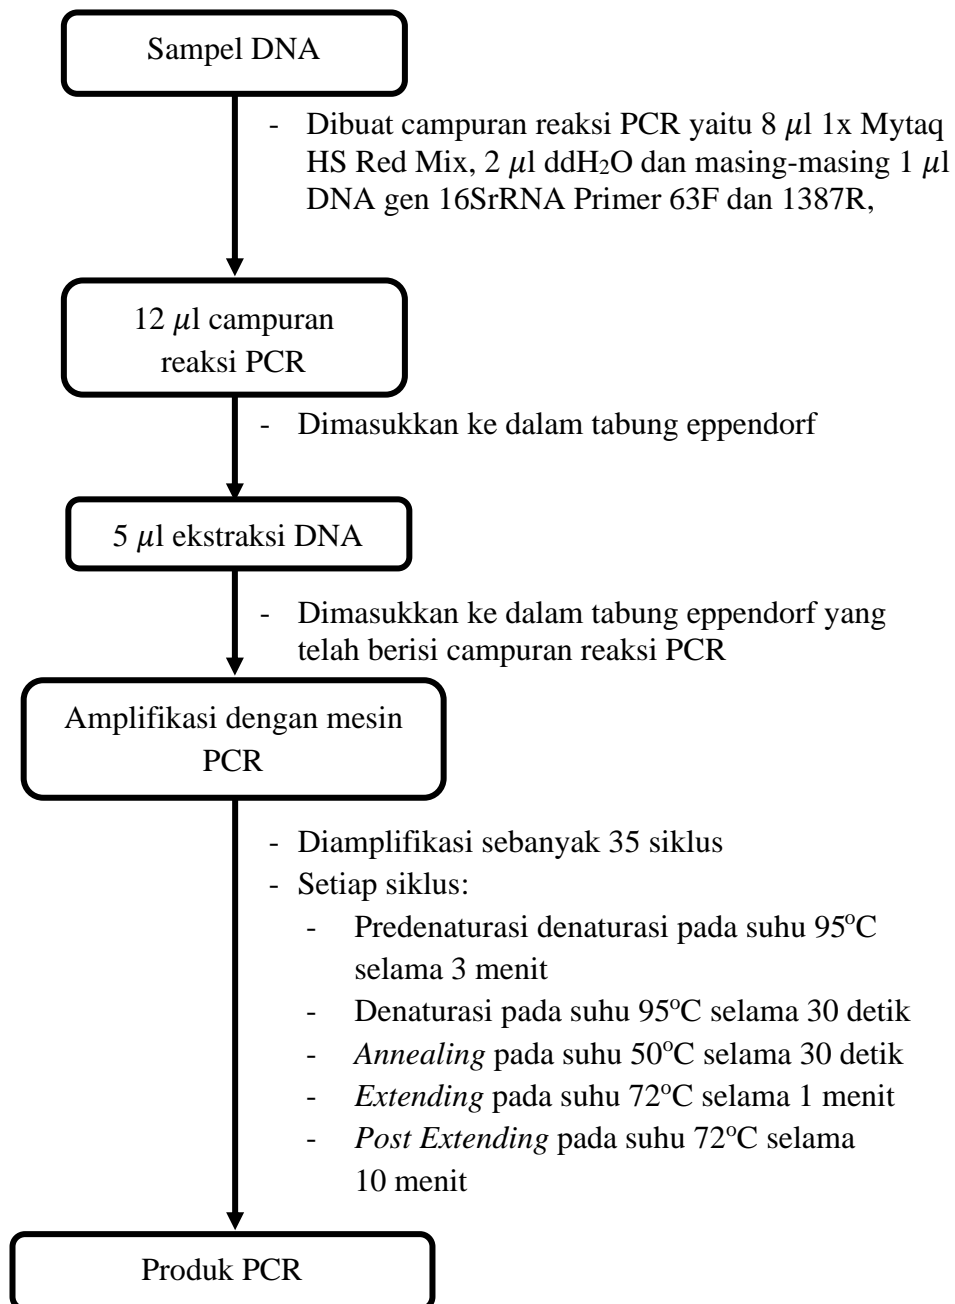 Sampel DNA
- Dibuat campuran reaksi PCR yaitu 8 𝜇l 1x Mytaq
HS Red Mix, 2 𝜇l ddH₂O dan masing-masing 1 𝜇l
DNA gen 16SrRNA Primer 63F dan 1387R,
12 𝜇l campuran
reaksi PCR
- Dimasukkan ke dalam tabung eppendorf
5 𝜇l ekstraksi DNA
- Dimasukkan ke dalam tabung eppendorf yang
telah berisi campuran reaksi PCR
Amplifikasi dengan mesin
PCR
- Diamplifikasi sebanyak 35 siklus
- Setiap siklus:
- Predenaturasi denaturasi pada suhu 95ºC
selama 3 menit
- Denaturasi pada suhu 95ºC selama 30 detik
- Annealing pada suhu 50ºC selama 30 detik
- Extending pada suhu 72ºC selama 1 menit
- Post Extending pada suhu 72ºC selama
10 menit
Produk PCR